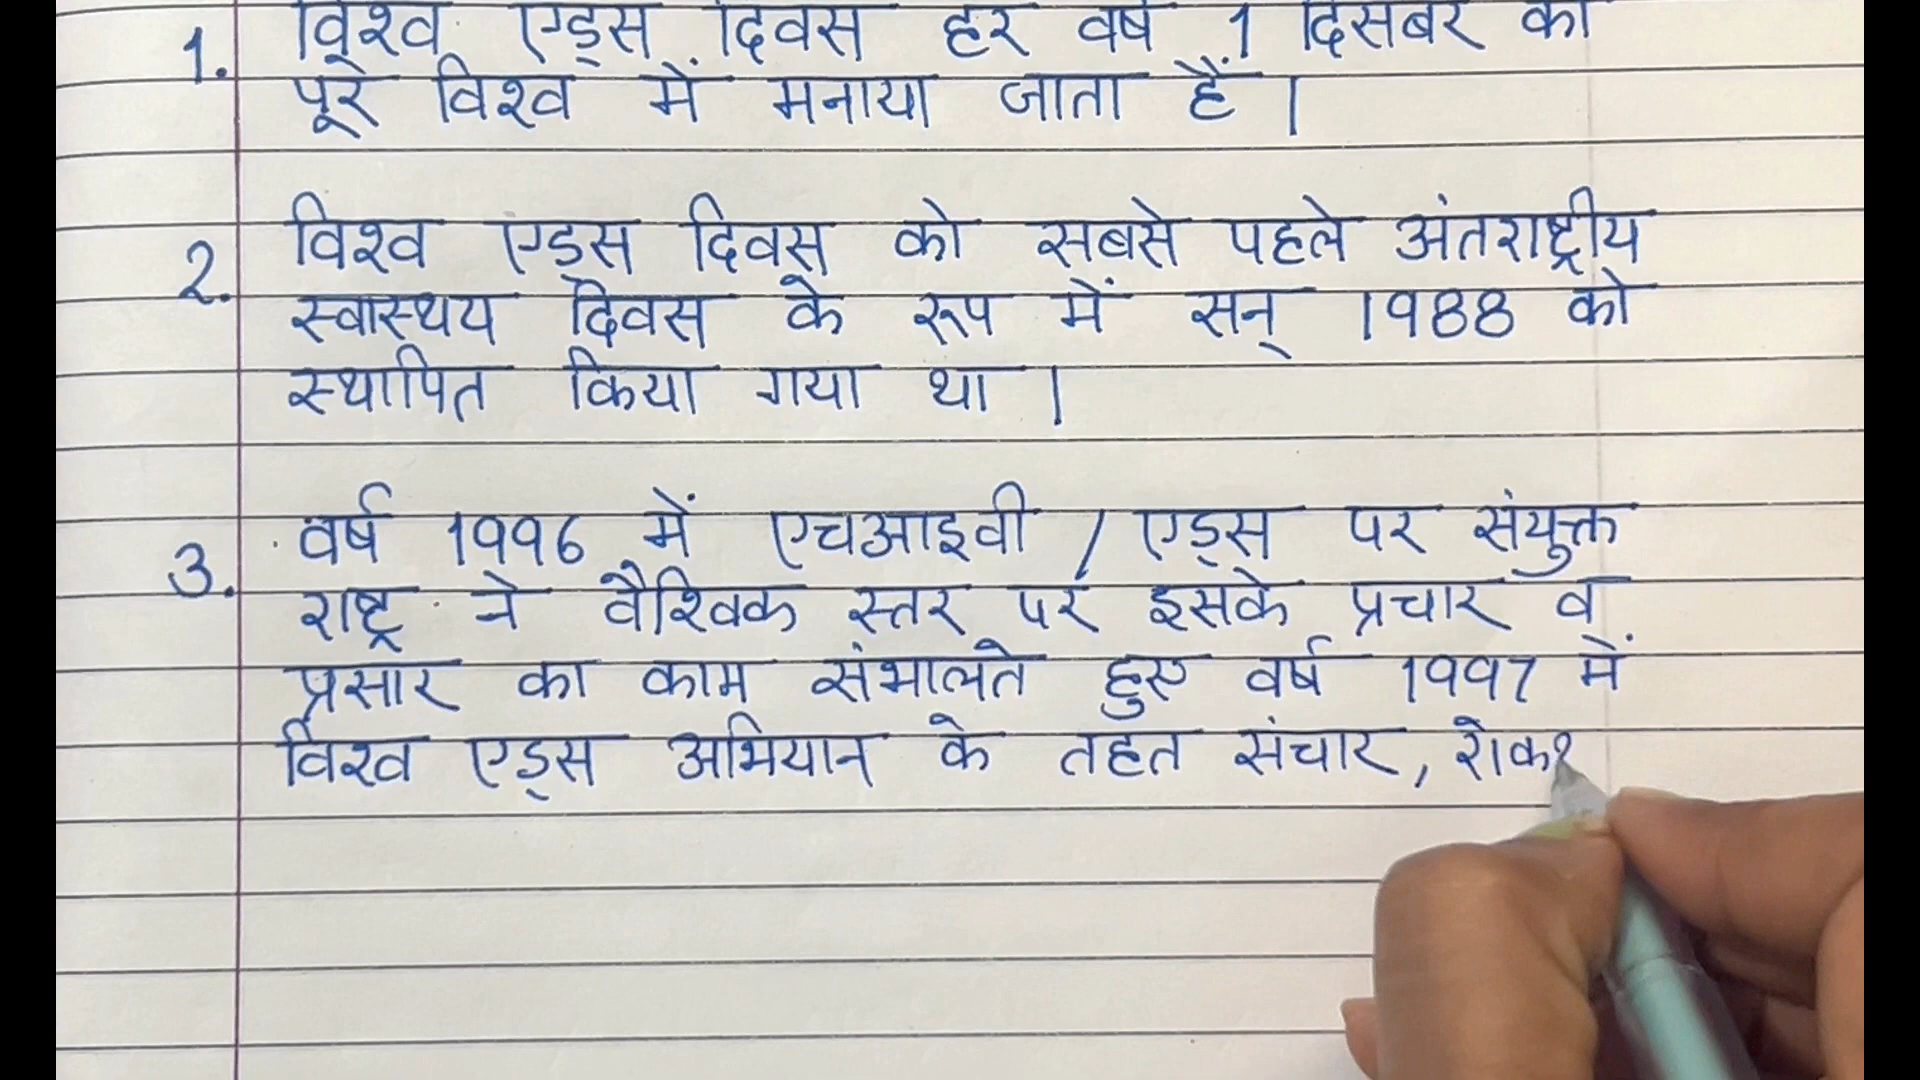 1. विश्व एड्स दिवस हर वर्ष 1 दिसंबर को
पूरे विश्व में मनाया जाता हैं।
2. विश्व एड्स दिवस को सबसे पहले अंतराष्ट्रीय
स्वास्थय दिवस के रूप में सन् 1988 को
स्थापित किया गया था।
3. वर्ष 1996 में एचआइवी / एड्स पर संयुक्त
राष्ट्र ने वैश्विक स्तर पर इसके प्रचार व
प्रसार का काम संभालते हुए वर्ष 1997 में
विश्व एड्स अभियान के तहत संचार,